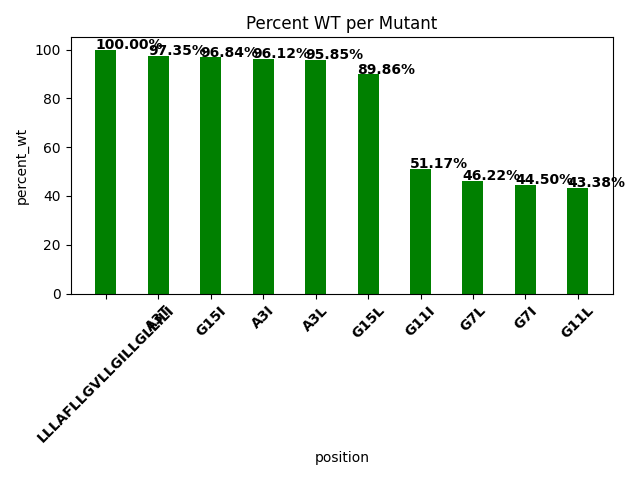 Percent WT per Mutant
100.00%
97.35%
96.84%
96.12%
95.85%
89.86%
51.17%
46.22%
44.50%
43.38%
percent_wt
100
80
60
40
20
0
A3T
G15I
A3I
A3L
G15L
G11I
G7L
G7I
G11L
position